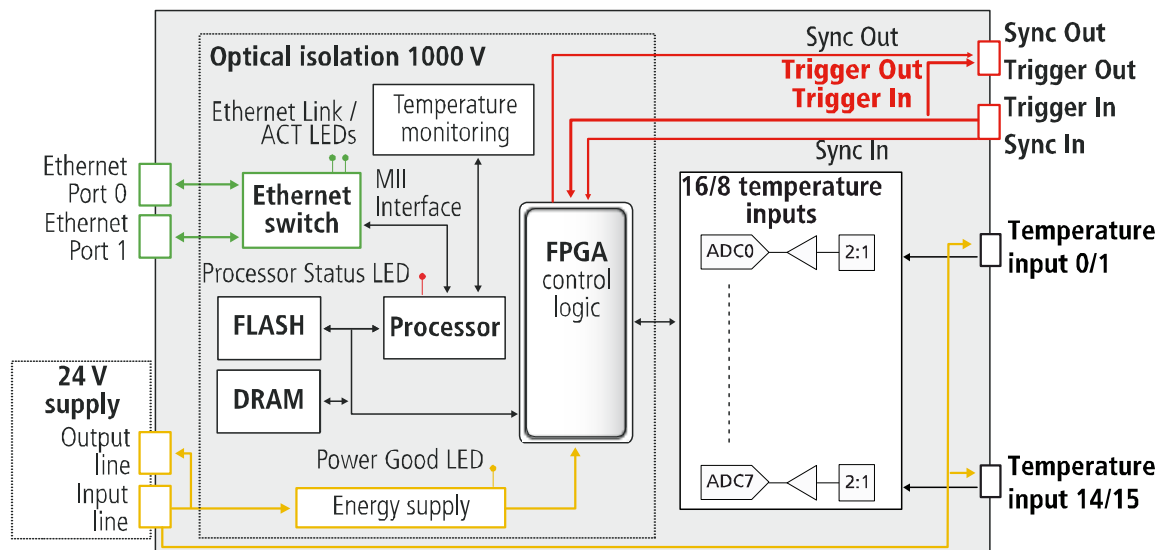 Optical isolation 1000 V
Ethernet Link /
ACT LEDs
Temperature
monitoring
Sync Out
Trigger Out
Trigger In
Sync In
Sync Out
Trigger Out
Trigger In
Sync In
Ethernet
Port 0
Ethernet
Port 1
Ethernet
switch
MII
Interface
Processor Status LED
FLASH
Processor
DRAM
FPGA
control
logic
16/8 temperature
inputs
ADC0
2:1
ADC7
2:1
Temperature
input 0/1
Temperature
input 14/15
24 V
supply
Output
line
Input
line
Power Good LED
Energy supply